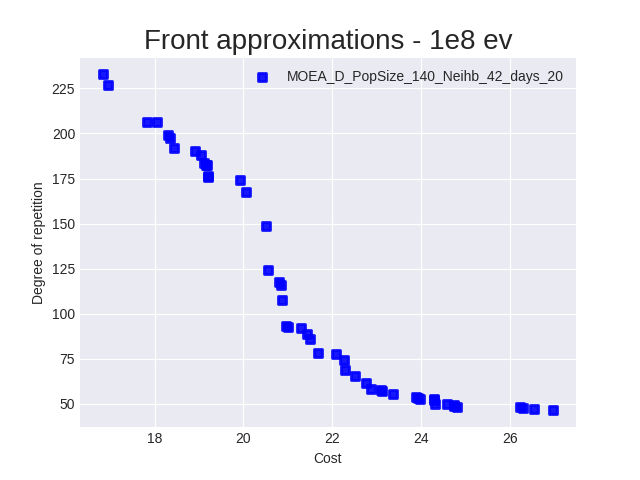 Front approximations - 1e8 ev
MOEA_D_PopSize_140_Neihb_42_days_20
225
200
175
150
125
100
75
50
Degree of repetition
18 20 22 24 26
Cost